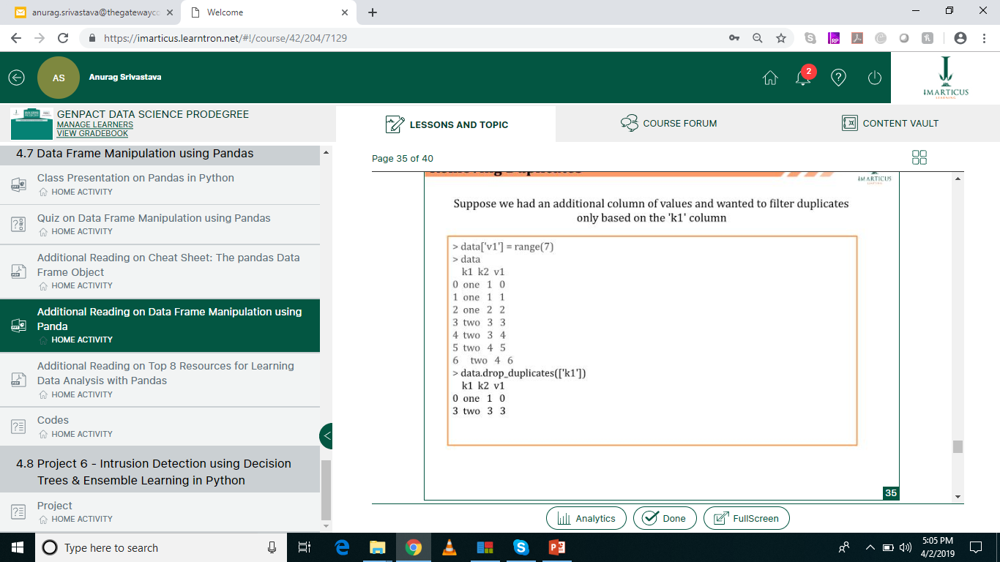 anurag.srivastava@thegatewayco
Welcome
https://imarticus.learntron.net/#!/course/42/204/7129
AS
Anurag Srivastava
2
IMARTICUS
LEARNING
GENPACT DATA SCIENCE PRODEGREE
MANAGE LEARNERS
VIEW GRADEBOOK
LESSONS AND TOPIC
COURSE FORUM
CONTENT VAULT
4.7 Data Frame Manipulation using Pandas
Class Presentation on Pandas in Python
HOME ACTIVITY
Quiz on Data Frame Manipulation using Pandas
HOME ACTIVITY
Additional Reading on Cheat Sheet: The pandas Data
Frame Object
HOME ACTIVITY
Additional Reading on Data Frame Manipulation using
Panda
HOME ACTIVITY
Additional Reading on Top 8 Resources for Learning
Data Analysis with Pandas
HOME ACTIVITY
Codes
HOME ACTIVITY
4.8 Project 6 - Intrusion Detection using Decision
Trees & Ensemble Learning in Python
Project
HOME ACTIVITY
Page 35 of 40
Removing Duplicates
IMARTICUS
Suppose we had an additional column of values and wanted to filter duplicates
only based on the 'k1' column
> data['v1'] = range(7)
> data
k1 k2 v1
0 one 1 0
1 one 1 1
2 one 2 2
3 two 3 3
4 two 3 4
5 two 4 5
6 two 4 6
> data.drop_duplicates(['k1'])
k1 k2 v1
0 one 1 0
3 two 3 3
35
Analytics
Done
FullScreen
Type here to search
5:05 PM
4/2/2019